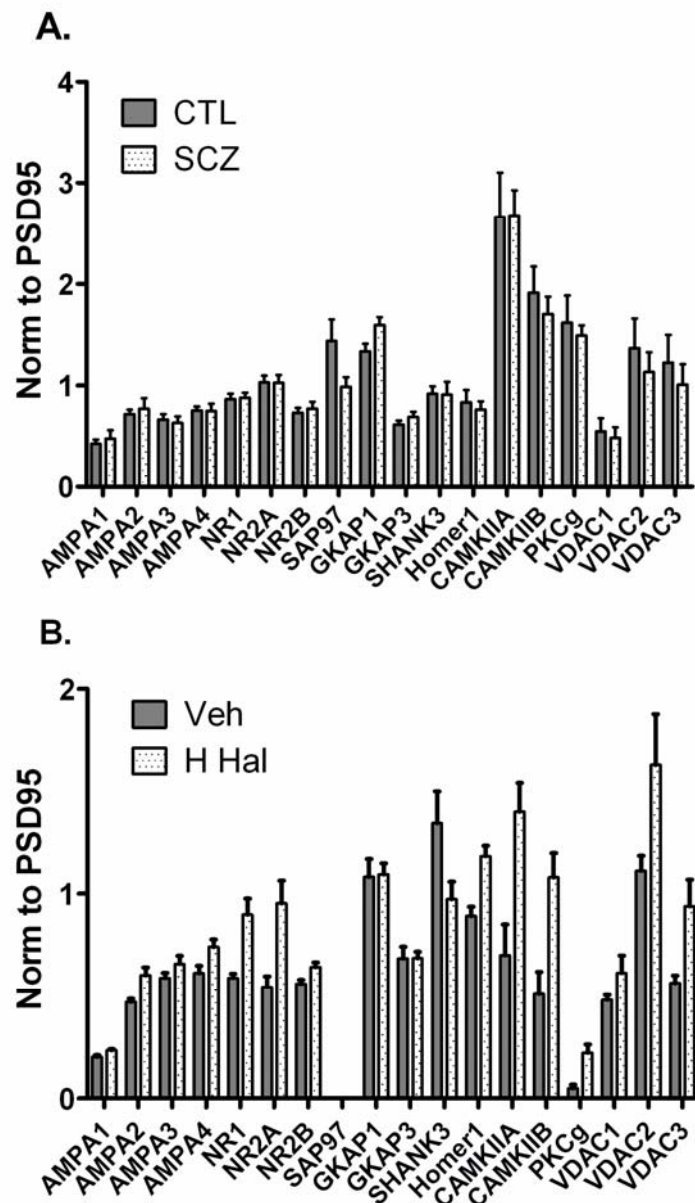 A.
4
CTL
SCZ
3
Norm to PSD95
2
1
0
AMPA1
AMPA2
AMPA3
AMPA4
NR1
NR2A
NR2B
SAP97
GKAP1
GKAP3
SHANK3
Homer1
CAMKIIA
CAMKIIB
PKCg
VDAC1
VDAC2
VDAC3
B.
2
Veh
H Hal
Norm to PSD95
1
0
AMPA1
AMPA2
AMPA3
AMPA4
NR1
NR2A
NR2B
SAP97
GKAP1
GKAP3
SHANK3
Homer1
CAMKIIA
CAMKIIB
PKCg
VDAC1
VDAC2
VDAC3